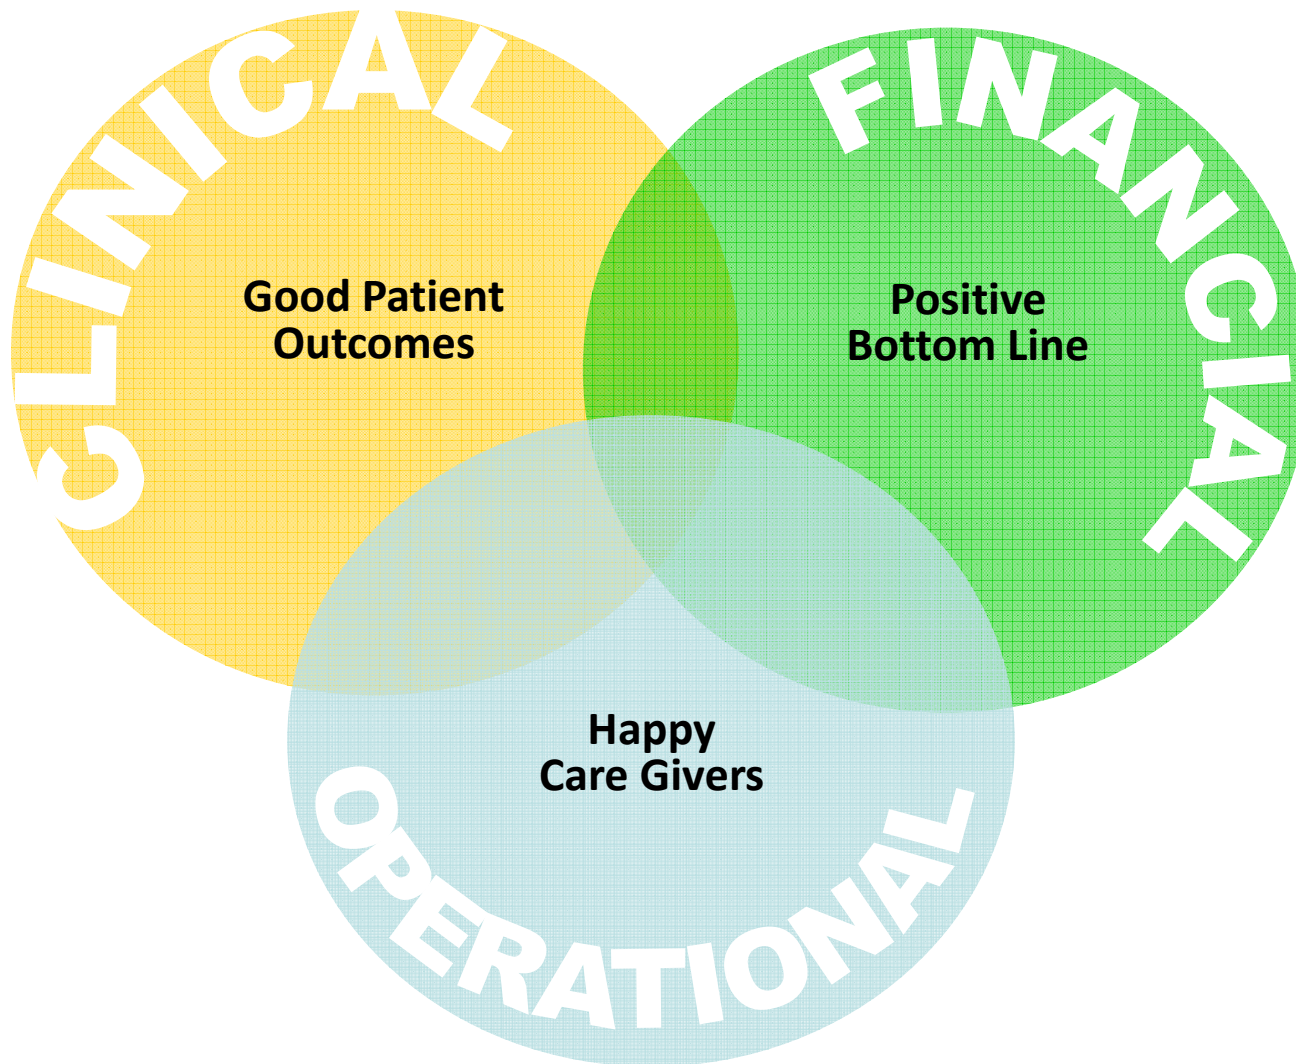 CLINICAL
Good Patient
Outcomes
FINANCIAL
Positive
Bottom Line
Happy
Care Givers
OPERATIONAL